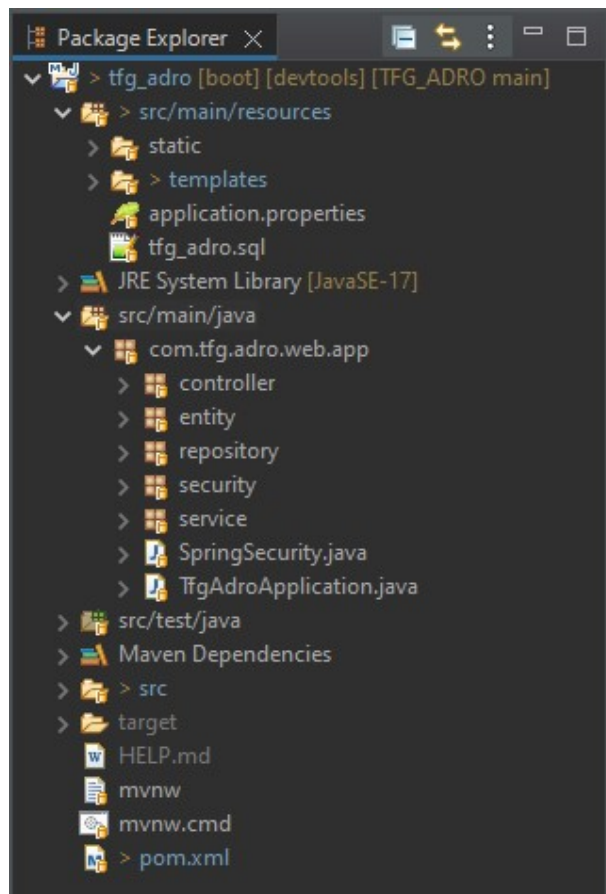 Package Explorer
> tfg_adro [boot] [devtools] [TFG_ADRO main]
> src/main/resources
static
> templates
application.properties
tfg_adro.sql
JRE System Library [JavaSE-17]
src/main/java
com.tfg.adro.web.app
controller
entity
repository
security
service
SpringSecurity.java
TfgAdroApplication.java
src/test/java
Maven Dependencies
> src
target
HELP.md
mvnw
mvnw.cmd
> pom.xml